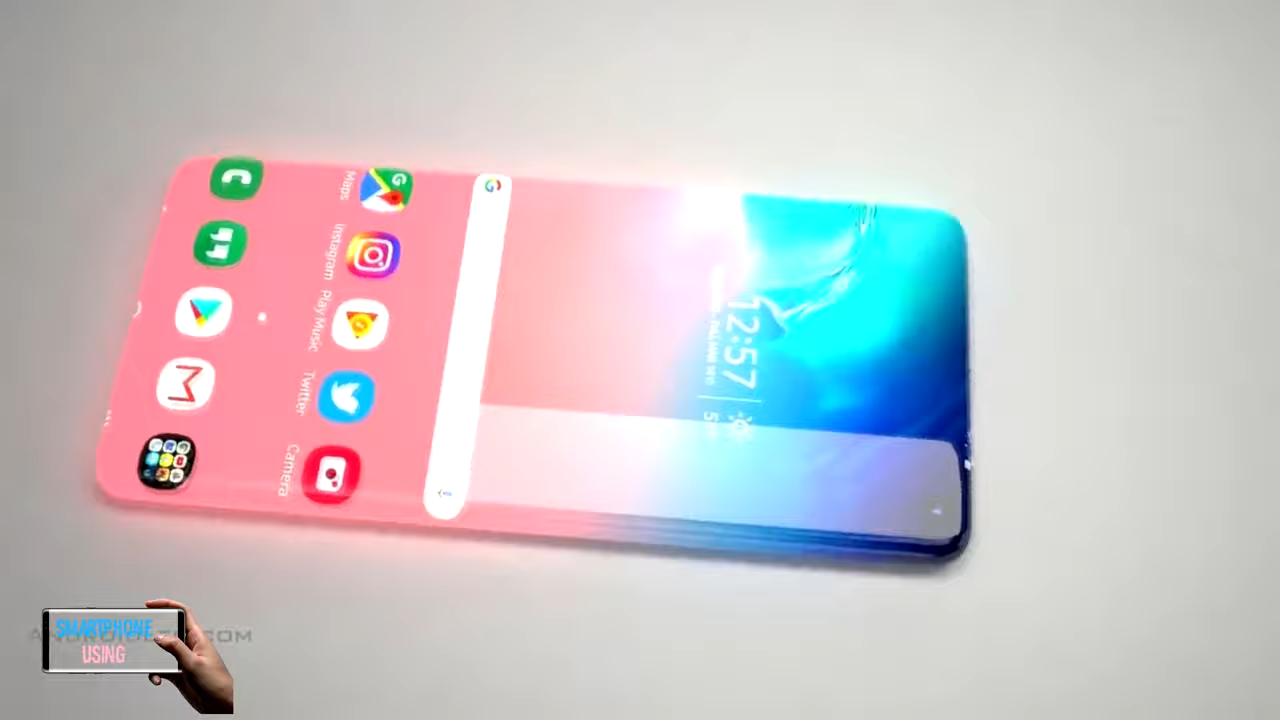 Maps
Instagram
Play Music
Twitter
Camera
12:57
SMARTPHONE
USING